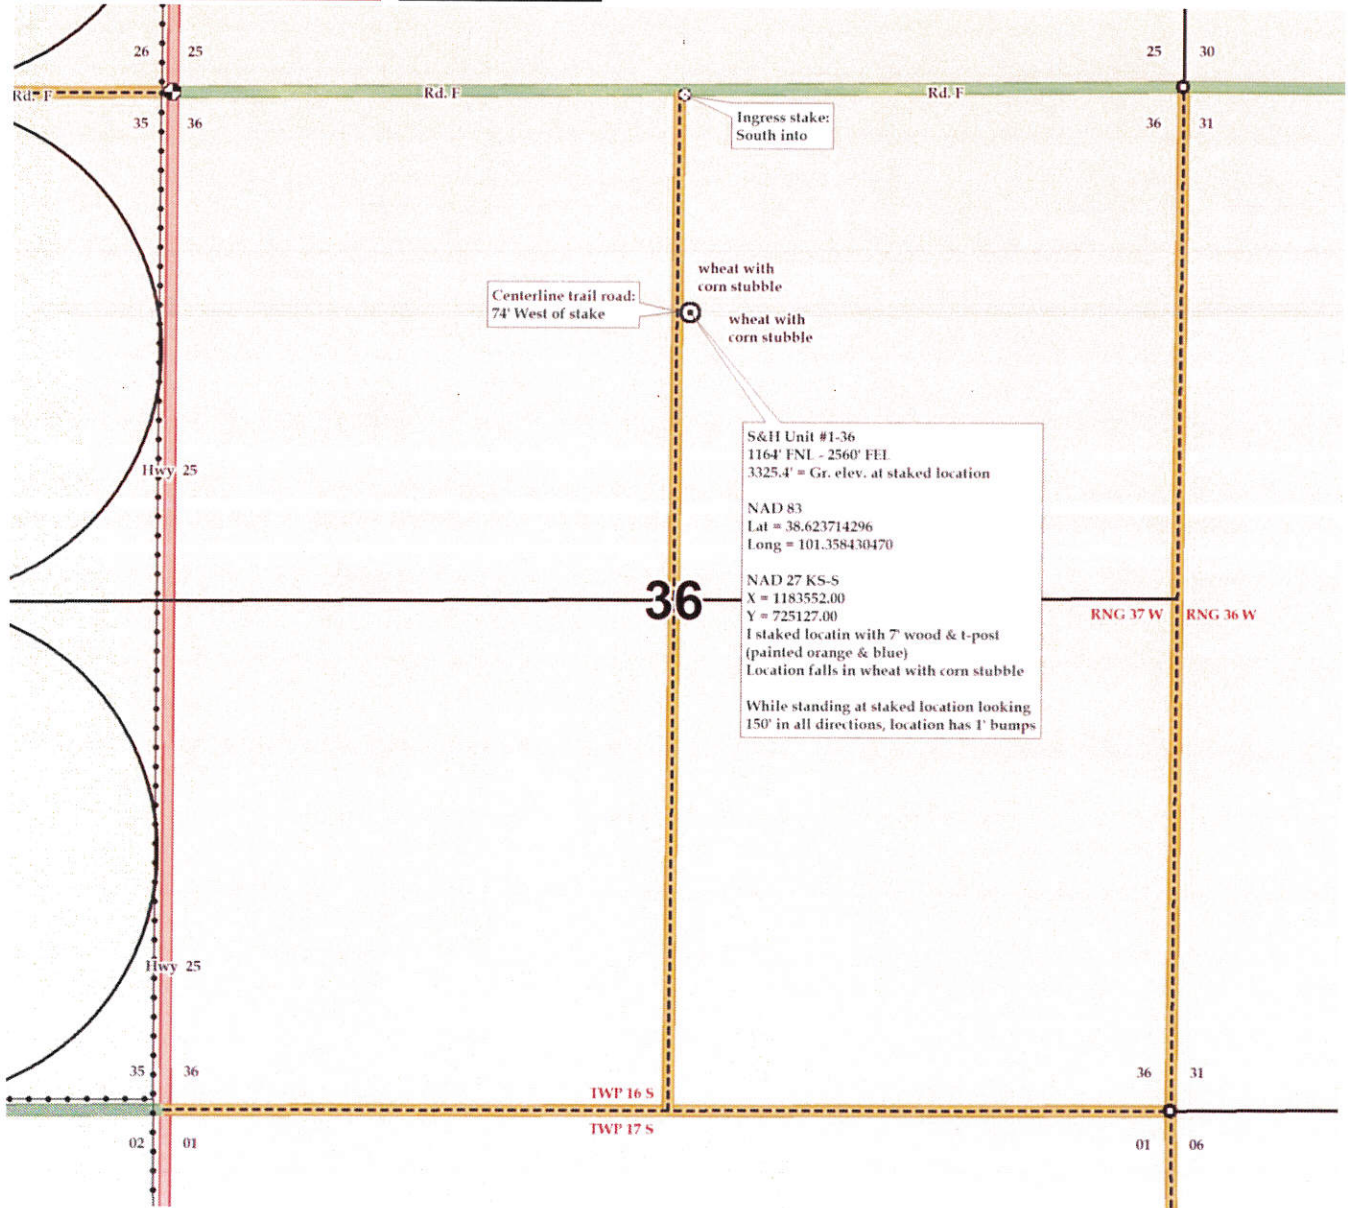 26 25
25 30
Rd. F
Rd. F
Rd. F
35 36
36 31
Ingress stake:
South into
wheat with
corn stubble
Centerline trail road:
74' West of stake
wheat with
corn stubble
S&H Unit #1-36
1164' FNL - 2560' FEL
3325.4' = Gr. elev. at staked location
NAD 83
Lat = 38.623714296
Long = 101.358430470
NAD 27 KS-S
X = 1183552.00
Y = 725127.00
I staked locatin with 7' wood & t-post
(painted orange & blue)
Location falls in wheat with corn stubble
While standing at staked location looking
150' in all directions, location has 1' bumps
Hwy 25
36
RNG 37 W RNG 36 W
Hwy 25
35 36
36 31
TWP 16 S
TWP 17 S
02 01
01 06